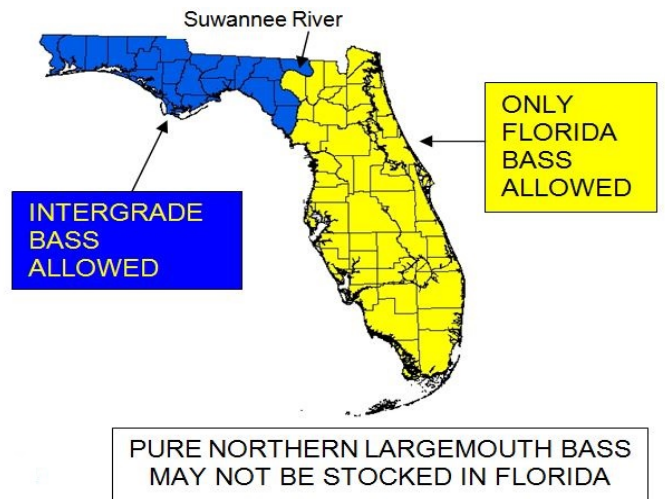 Suwannee River
ONLY
FLORIDA
BASS
ALLOWED
INTERGRADE
BASS
ALLOWED
PURE NORTHERN LARGEMOUTH BASS
MAY NOT BE STOCKED IN FLORIDA